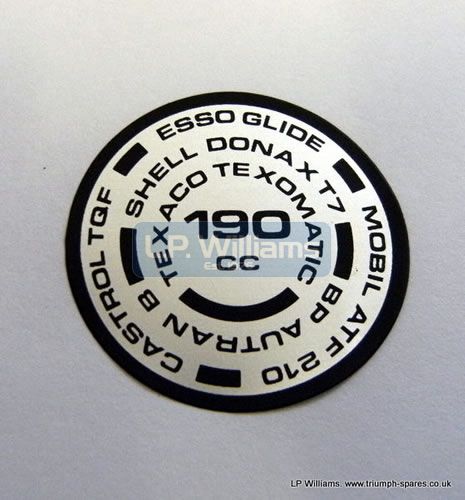 ESSO GLIDE
MOBIL ATF 210
CASTROL TQF
SHELL DONAX T7
BP AUTRAN B
TEXACO TEXOMATIC
190
CC
L.P. Williams
LP Williams. www.triumph-spares.co.uk